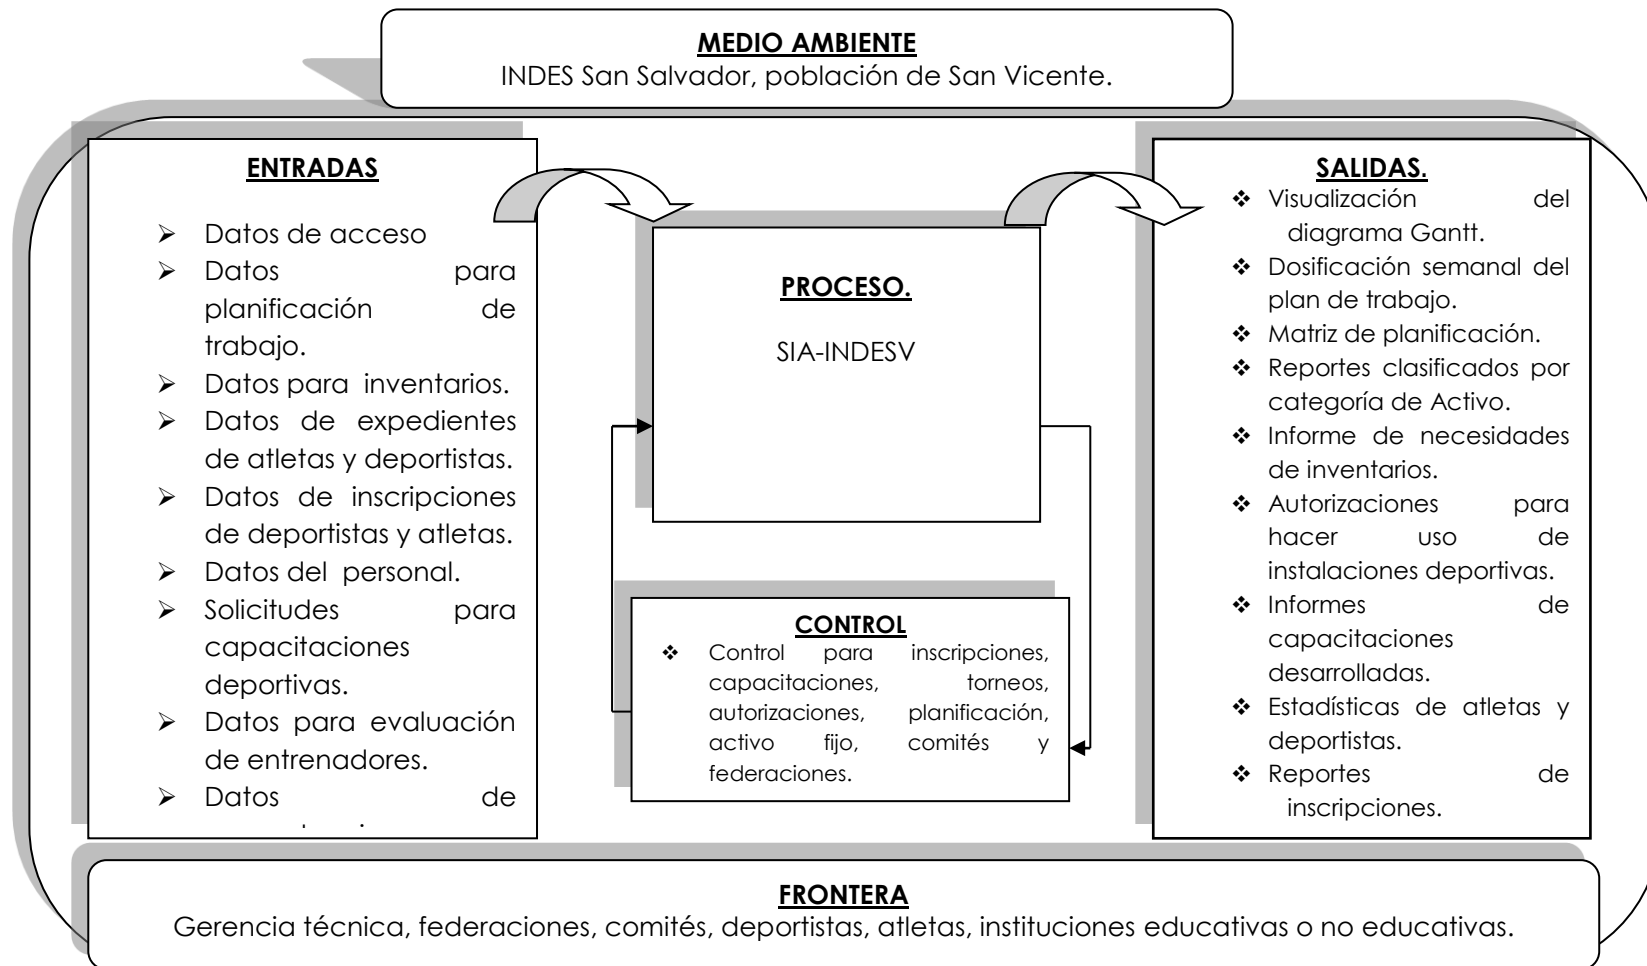 MEDIO AMBIENTE
INDES San Salvador, población de San Vicente.
ENTRADAS
➢ Datos de acceso
➢ Datos para
planificación de
trabajo.
➢ Datos para inventarios.
➢ Datos de expedientes
de atletas y deportistas.
➢ Datos de inscripciones
de deportistas y atletas.
➢ Datos del personal.
➢ Solicitudes para
capacitaciones
deportivas.
➢ Datos para evaluación
de entrenadores.
➢ Datos de
PROCESO.
SIA-INDESV
CONTROL
❖ Control para inscripciones,
capacitaciones, torneos,
autorizaciones, planificación,
activo fijo, comités y
federaciones.
SALIDAS.
❖ Visualización del
diagrama Gantt.
❖ Dosificación semanal del
plan de trabajo.
❖ Matriz de planificación.
❖ Reportes clasificados por
categoría de Activo.
❖ Informe de necesidades
de inventarios.
❖ Autorizaciones para
hacer uso de
instalaciones deportivas.
❖ Informes de
capacitaciones
desarrolladas.
❖ Estadísticas de atletas y
deportistas.
❖ Reportes de
inscripciones.
FRONTERA
Gerencia técnica, federaciones, comités, deportistas, atletas, instituciones educativas o no educativas.